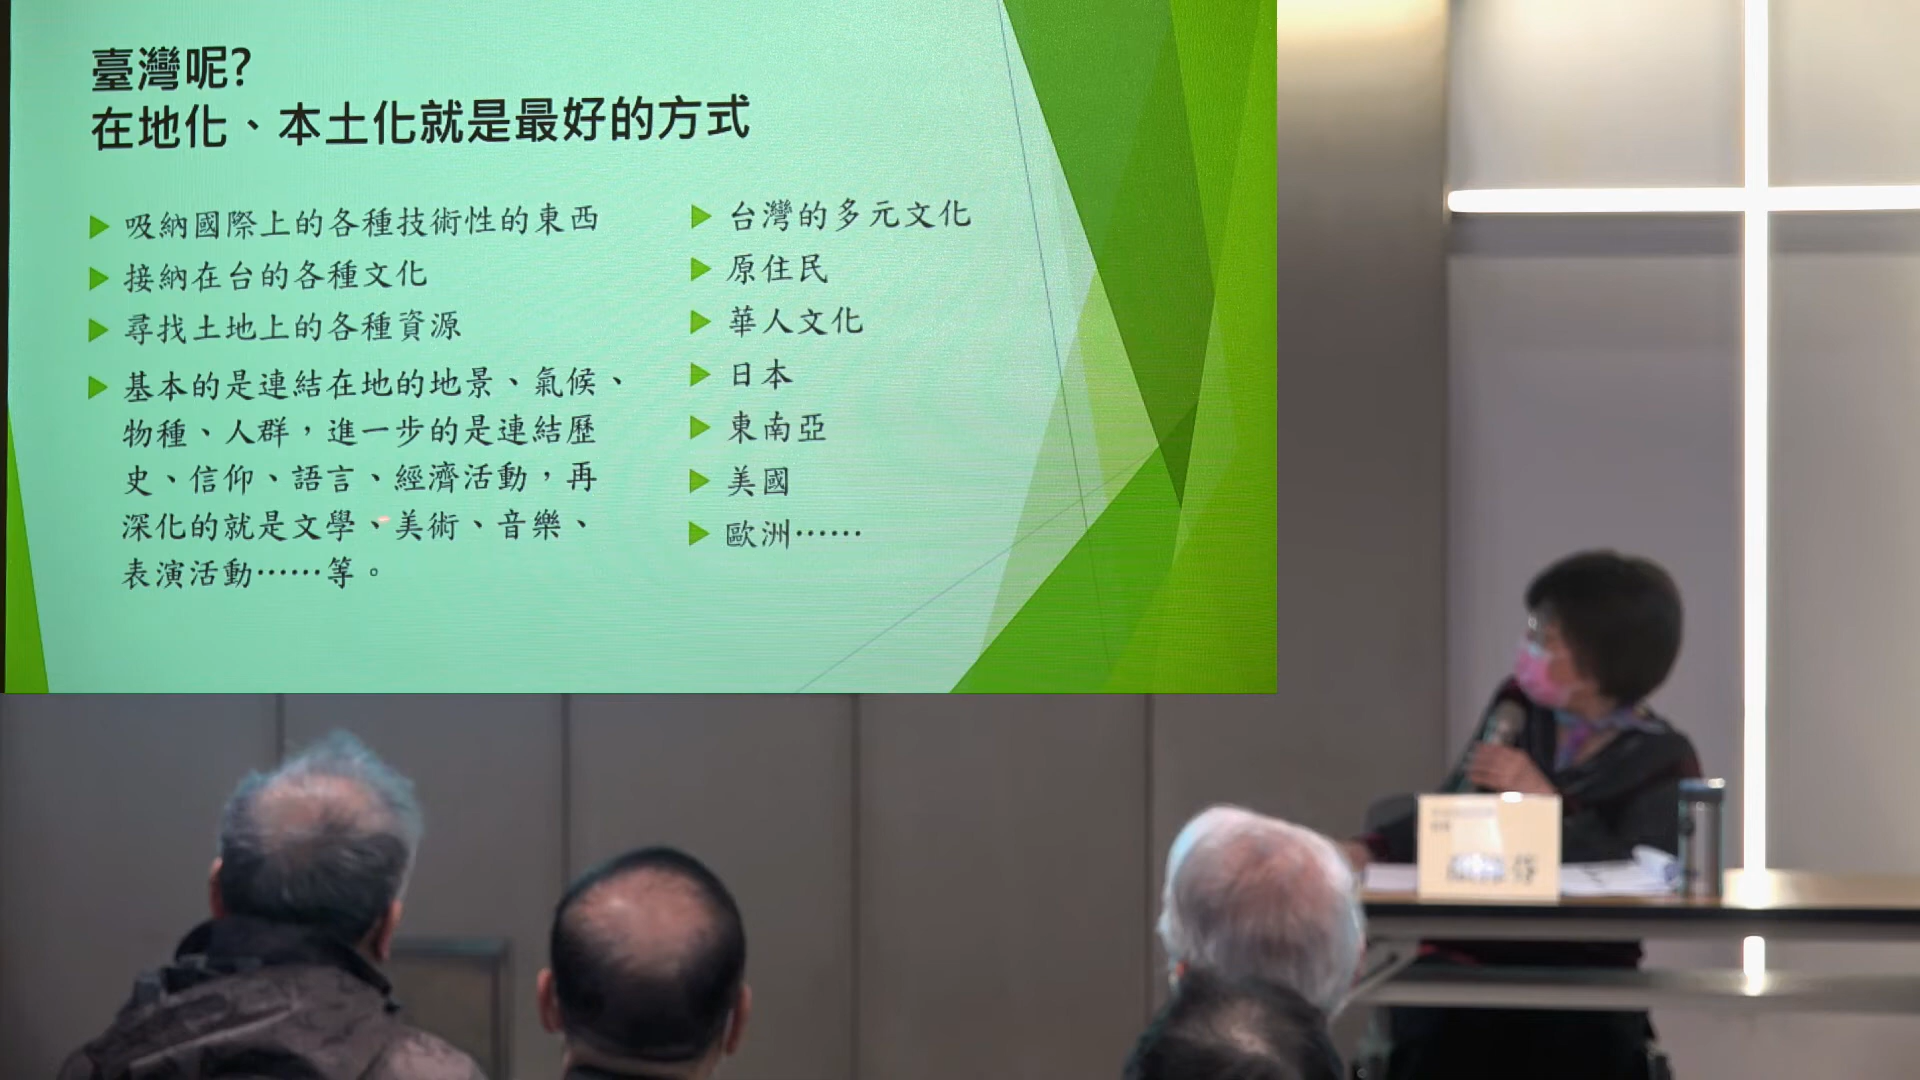 臺灣呢?
在地化、本土化就是最好的方式
吸納國際上的各種技術性的東西
接納在台的各種文化
尋找土地上的各種資源
基本的是連結在地的地景、氣候、
物種、人群，進一步的是連結歷
史、信仰、語言、經濟活動，再
深化的就是文學、美術、音樂、
表演活動……等。
台灣的多元文化
原住民
華人文化
日本
東南亞
美國
歐洲……